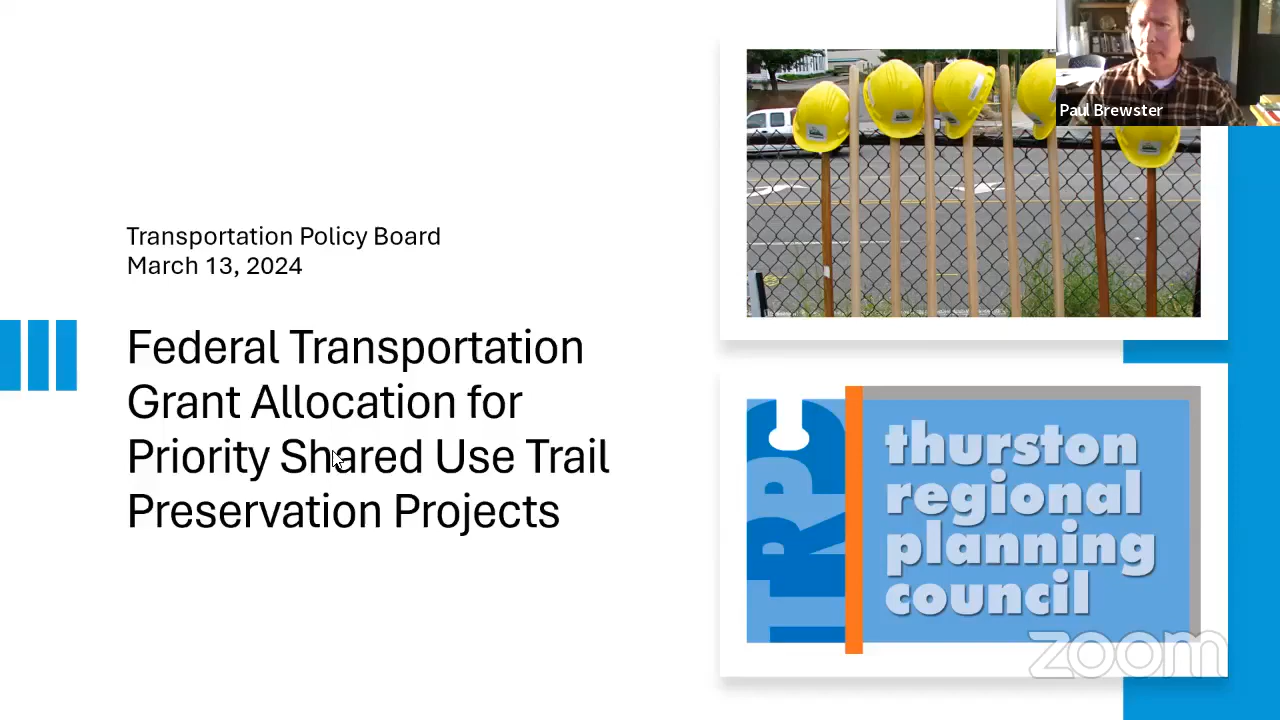 Transportation Policy Board
March 13, 2024
Federal Transportation
Grant Allocation for
Priority Shared Use Trail
Preservation Projects
Paul Brewster
TRPC
thurston
regional
planning
council
zoom